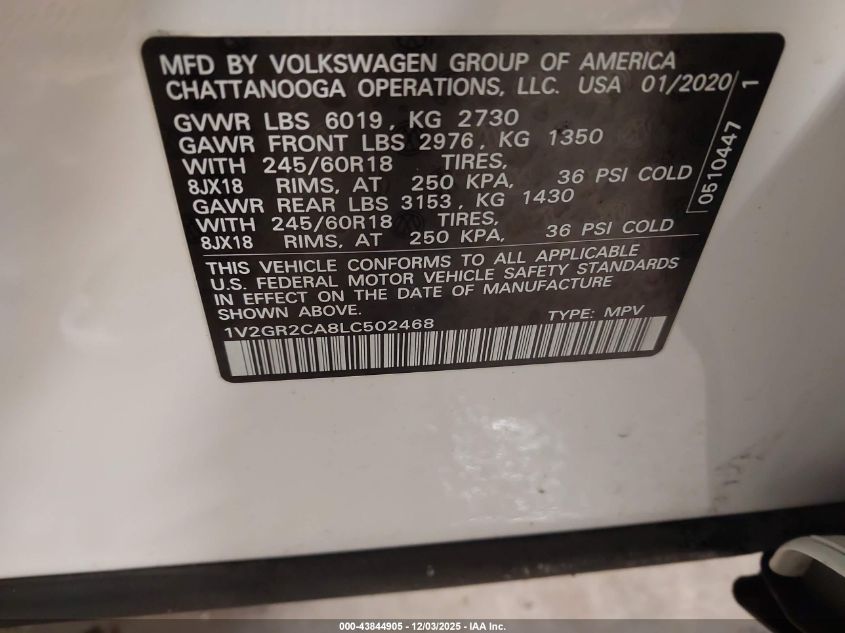 MFD BY VOLKSWAGEN GROUP OF AMERICA
CHATTANOOGA OPERATIONS, LLC. USA 01/2020
GVWR LBS 6019, KG 2730
GAWR FRONT LBS 2976, KG 1350
WITH 245/60R18 TIRES,
8JX18 RIMS, AT 250 KPA, 36 PSI COLD
GAWR REAR LBS 3153, KG 1430
WITH 245/60R18 TIRES,
8JX18 RIMS, AT 250 KPA, 36 PSI COLD
THIS VEHICLE CONFORMS TO ALL APPLICABLE
U.S. FEDERAL MOTOR VEHICLE SAFETY STANDARDS
IN EFFECT ON THE DATE OF MANUFACTURE
SHOWN ABOVE.
1V2GR2CA8LC502468 TYPE: MPV
0510447 1
000-43844905 - 12/03/2025 - IAA Inc.